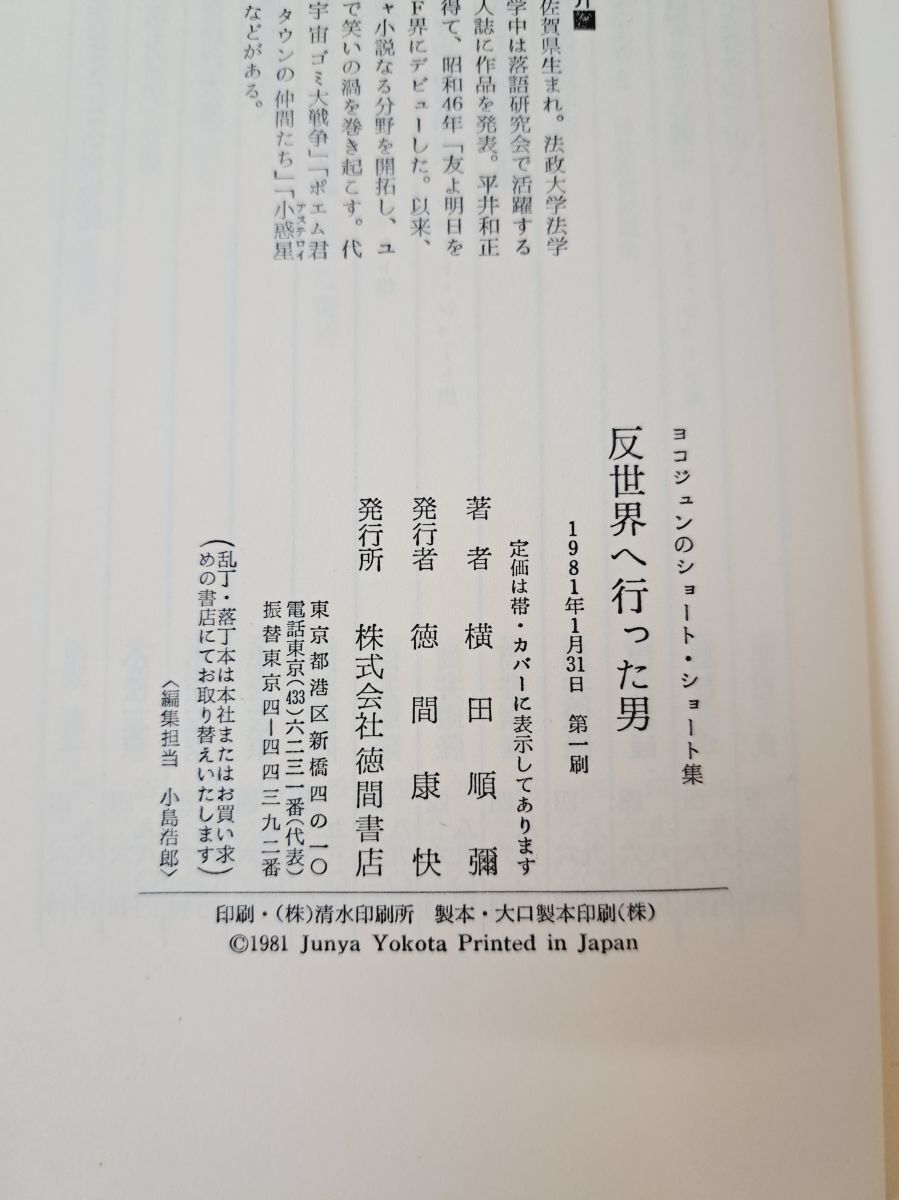 介
佐賀県生まれ。法政大学法学
学中は落語研究会で活躍する
人誌に作品を発表。平井和正
得て、昭和46年「友よ明日を
F界にデビューした。以来、
ャ小説なる分野を開拓し、ユ
で笑いの渦を巻き起こす。代
宇宙ゴミ大戦争」「ポエム君
タウンの仲間たち」「小惑星
アステロイ
などがある。
ヨコジュンのショート・ショート集
反世界へ行った男
1981年1月31日 第一刷
定価は帯・カバーに表示してあります
著者 横田順彌
発行者 徳間康快
発行所 株式会社徳間書店
東京都港区新橋四の一〇
電話東京(433)六二三一番(代表)
振替東京四―四四三九二番
(乱丁・落丁本は本社またはお買い求
めの書店にてお取り替えいたします)
〈編集担当 小島浩郎〉
印刷・(株)清水印刷所 製本・大口製本印刷(株)
©1981 Junya Yokota Printed in Japan